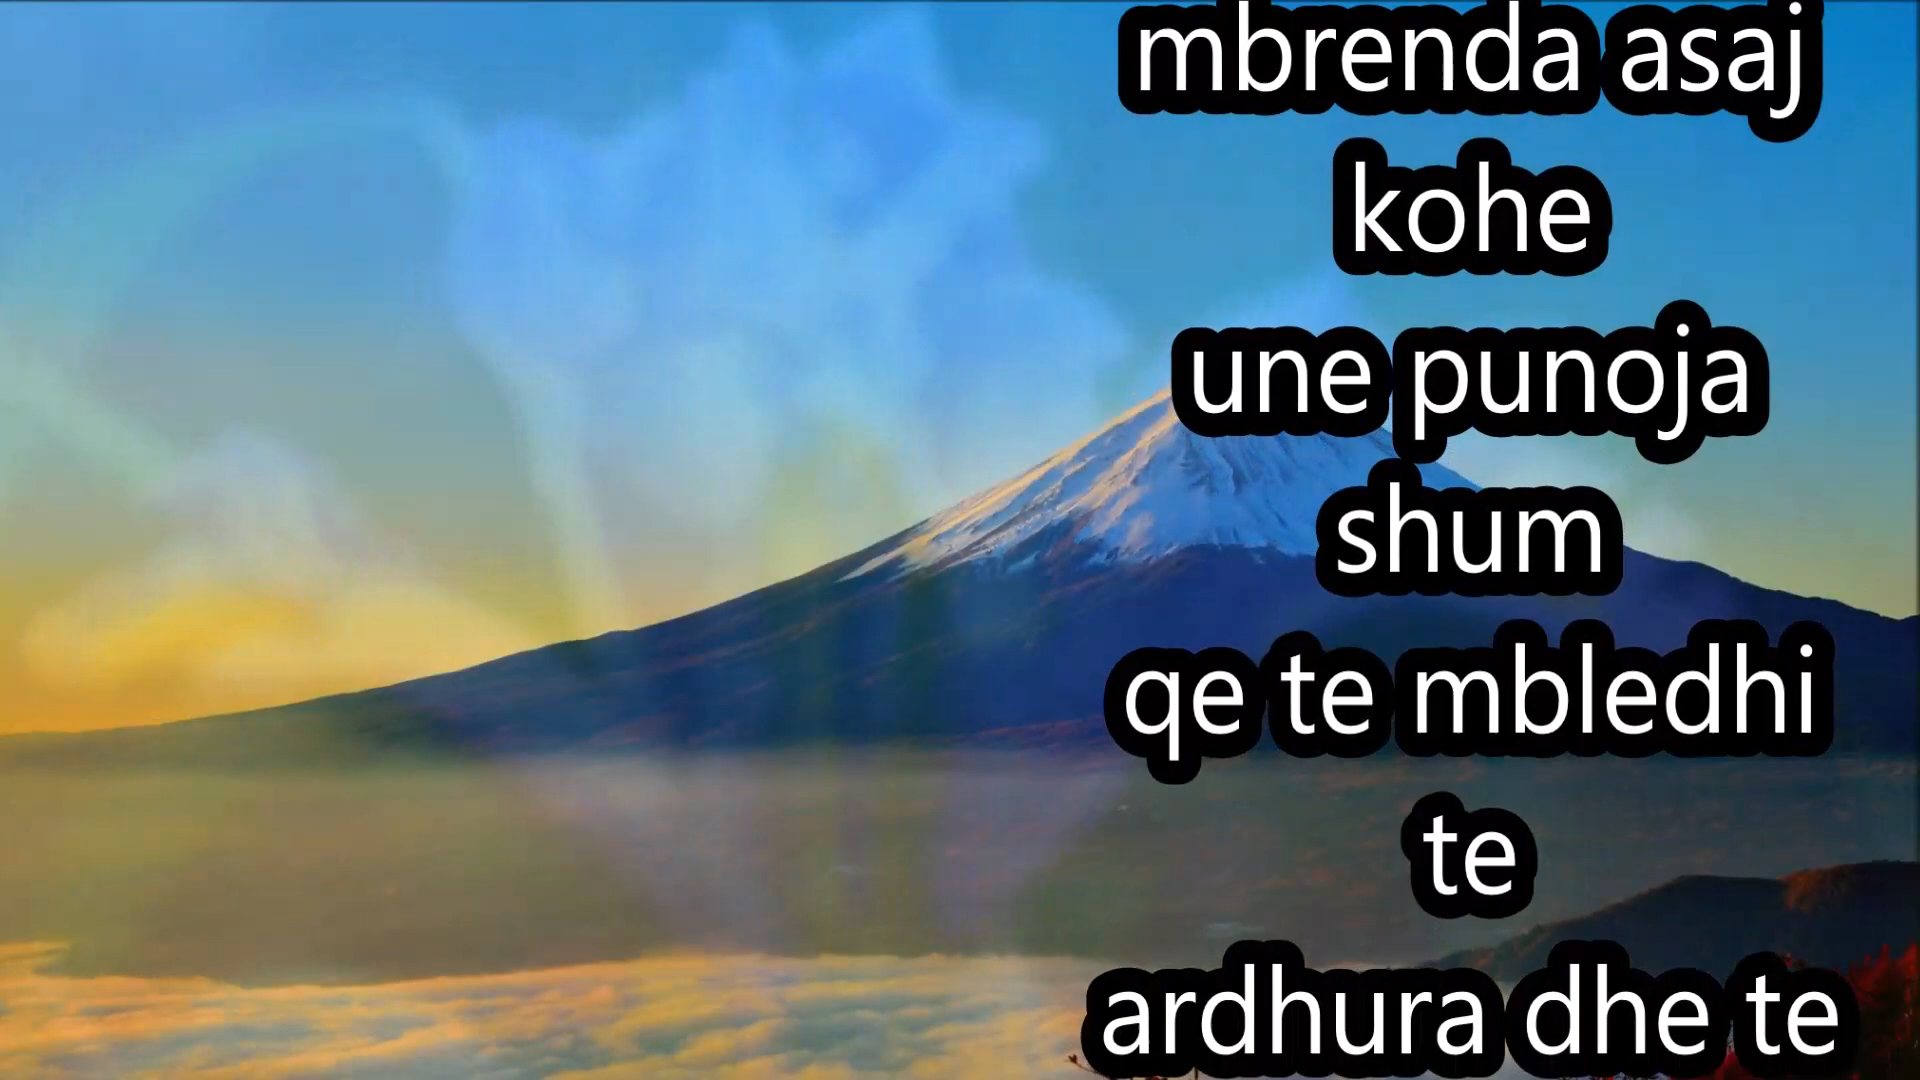 mbrenda asaj
kohe
une punoja
shum
qe te mbledhi
te
ardhura dhe te